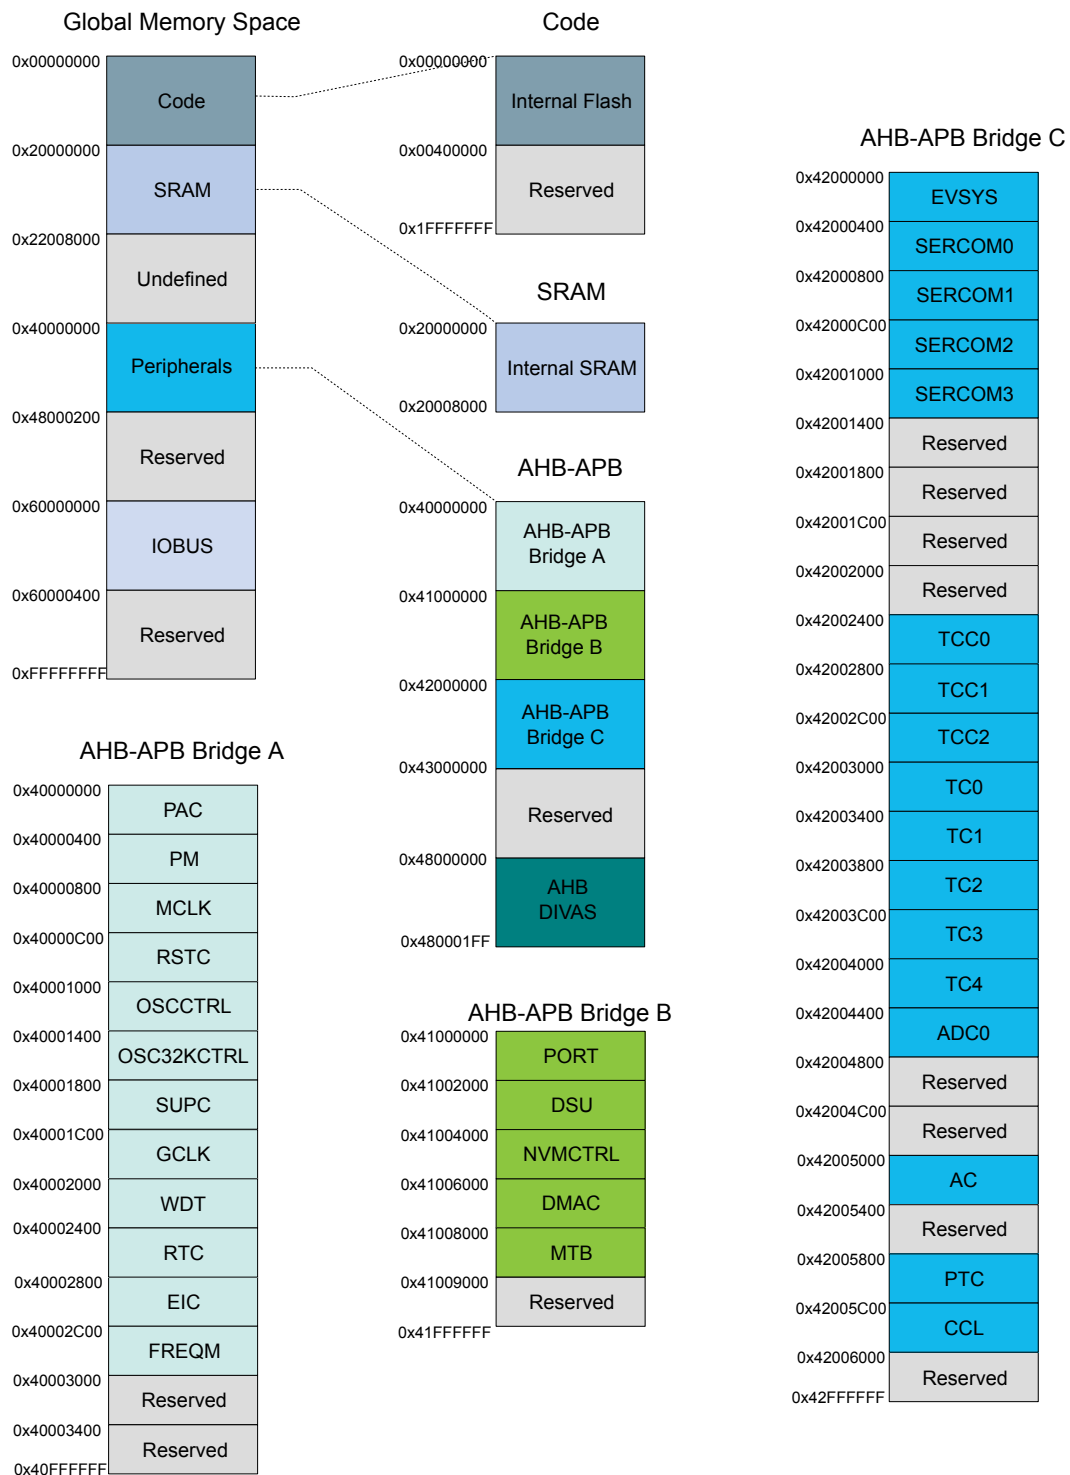 Global Memory Space
0x00000000
Code
0x20000000
SRAM
0x22008000
Undefined
0x40000000
Peripherals
0x48000200
Reserved
0x60000000
IOBUS
0x60000400
Reserved
0xFFFFFFFF
Code
0x00000000
Internal Flash
0x00400000
Reserved
0x1FFFFFFF
SRAM
0x20000000
Internal SRAM
0x20008000
AHB-APB
0x40000000
AHB-APB
Bridge A
0x41000000
AHB-APB
Bridge B
0x42000000
AHB-APB
Bridge C
0x43000000
Reserved
0x48000000
AHB
DIVAS
0x480001FF
AHB-APB Bridge A
0x40000000
PAC
0x40000400
PM
0x40000800
MCLK
0x40000C00
RSTC
0x40001000
OSCCTRL
0x40001400
OSC32KCTRL
0x40001800
SUPC
0x40001C00
GCLK
0x40002000
WDT
0x40002400
RTC
0x40002800
EIC
0x40002C00
FREQM
0x40003000
Reserved
0x40003400
Reserved
0x40FFFFFF
AHB-APB Bridge B
0x41000000
PORT
0x41002000
DSU
0x41004000
NVMCTRL
0x41006000
DMAC
0x41008000
MTB
0x41009000
Reserved
0x41FFFFFF
AHB-APB Bridge C
0x42000000
EVSYS
0x42000400
SERCOM0
0x42000800
SERCOM1
0x42000C00
SERCOM2
0x42001000
SERCOM3
0x42001400
Reserved
0x42001800
Reserved
0x42001C00
Reserved
0x42002000
Reserved
0x42002400
TCC0
0x42002800
TCC1
0x42002C00
TCC2
0x42003000
TC0
0x42003400
TC1
0x42003800
TC2
0x42003C00
TC3
0x42004000
TC4
0x42004400
ADC0
0x42004800
Reserved
0x42004C00
Reserved
0x42005000
AC
0x42005400
Reserved
0x42005800
PTC
0x42005C00
CCL
0x42006000
Reserved
0x42FFFFFF